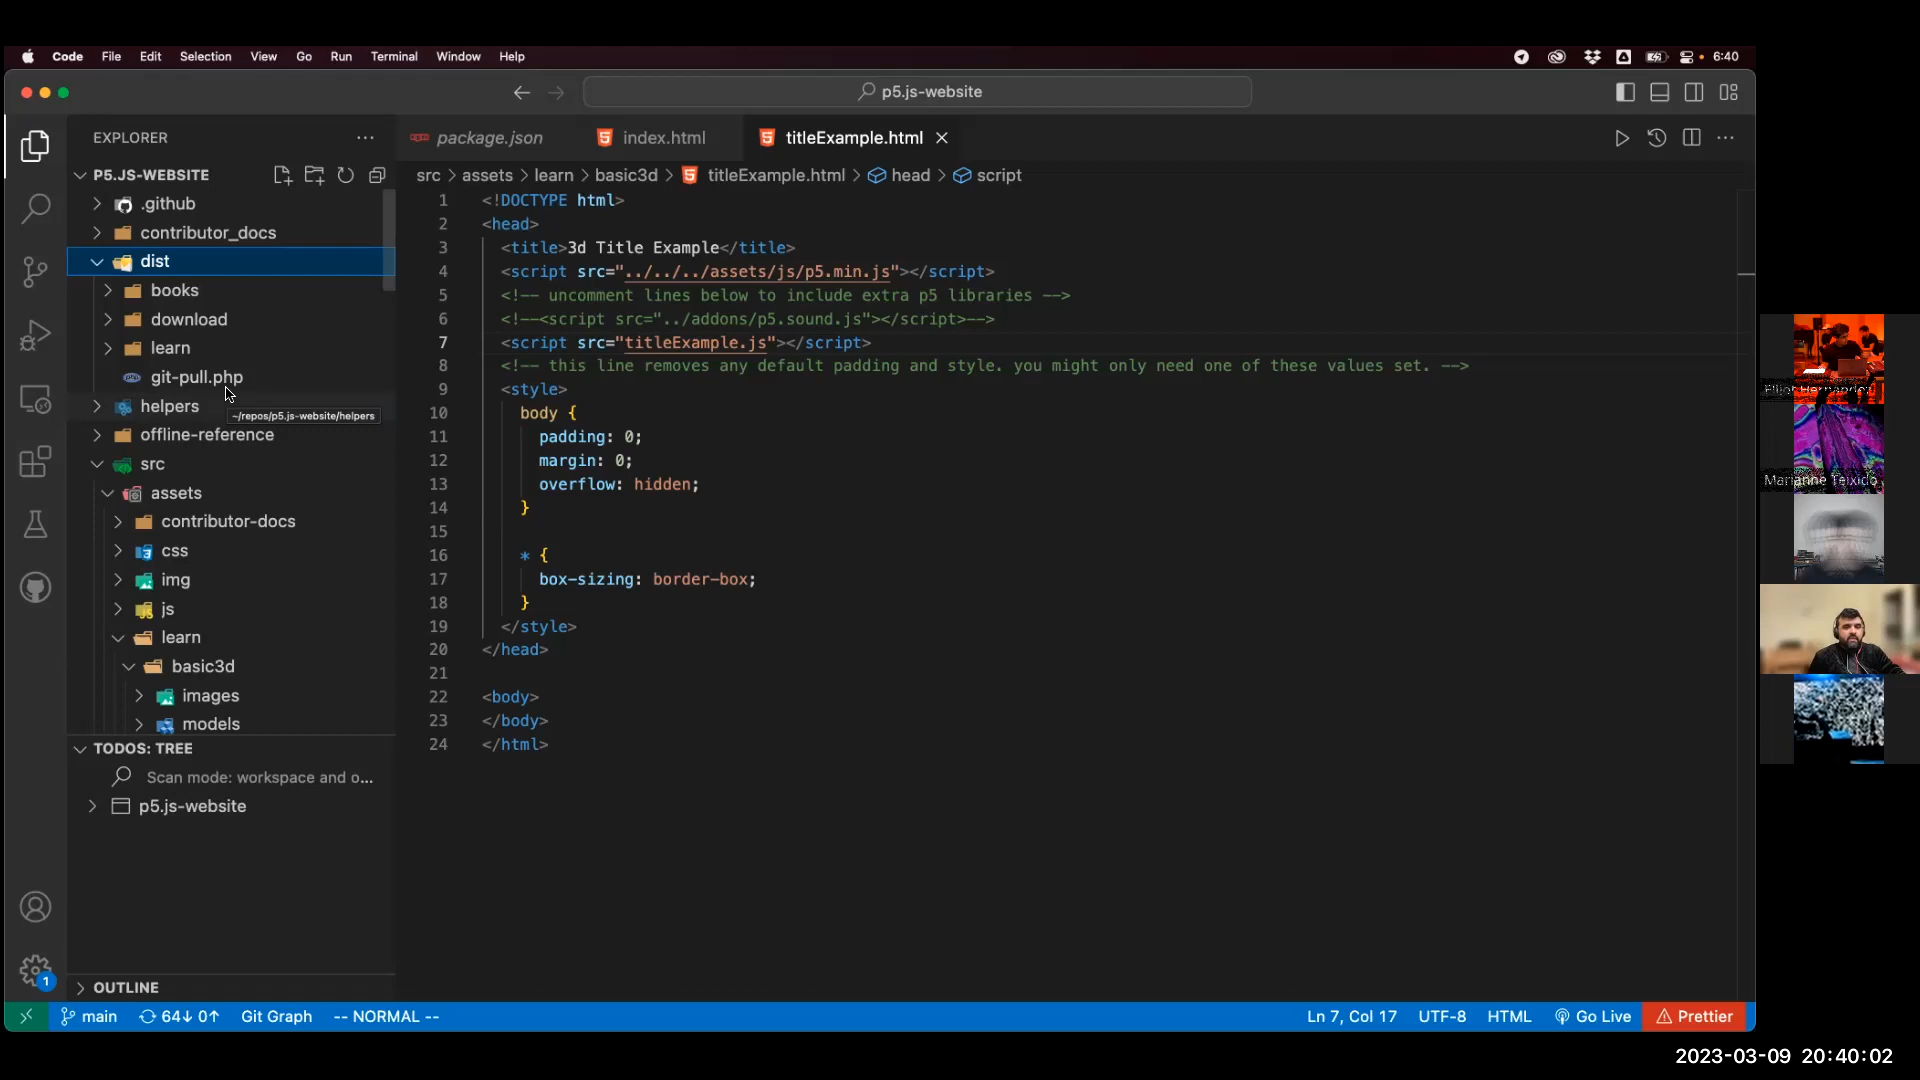 Code File Edit Selection View Go Run Terminal Window Help 6:40
p5.js-website
EXPLORER
package.json
index.html
titleExample.html
P5.JS-WEBSITE
src > assets > learn > basic3d > titleExample.html > head > script
.github
contributor_docs
dist
books
download
learn
git-pull.php
helpers
~/repos/p5.js-website/helpers
offline-reference
src
assets
contributor-docs
css
img
js
learn
basic3d
images
models
TODOS: TREE
Scan mode: workspace and o...
p5.js-website
OUTLINE
1 <!DOCTYPE html>
2 <head>
3 <title>3d Title Example</title>
4 <script src="../../../assets/js/p5.min.js"></script>
5 <!-- uncomment lines below to include extra p5 libraries -->
6 <!--<script src="../addons/p5.sound.js"></script>-->
7 <script src="titleExample.js"></script>
8 <!-- this line removes any default padding and style. you might only need one of these values set. -->
9 <style>
10 body {
11 padding: 0;
12 margin: 0;
13 overflow: hidden;
14 }
15
16 * {
17 box-sizing: border-box;
18 }
19 </style>
20 </head>
21
22 <body>
23 </body>
24 </html>
Elliot Hernandez
Marianne Teixido
1
main 64↓ 0↑ Git Graph -- NORMAL -- Ln 7, Col 17 UTF-8 HTML Go Live Prettier
2023-03-09 20:40:02